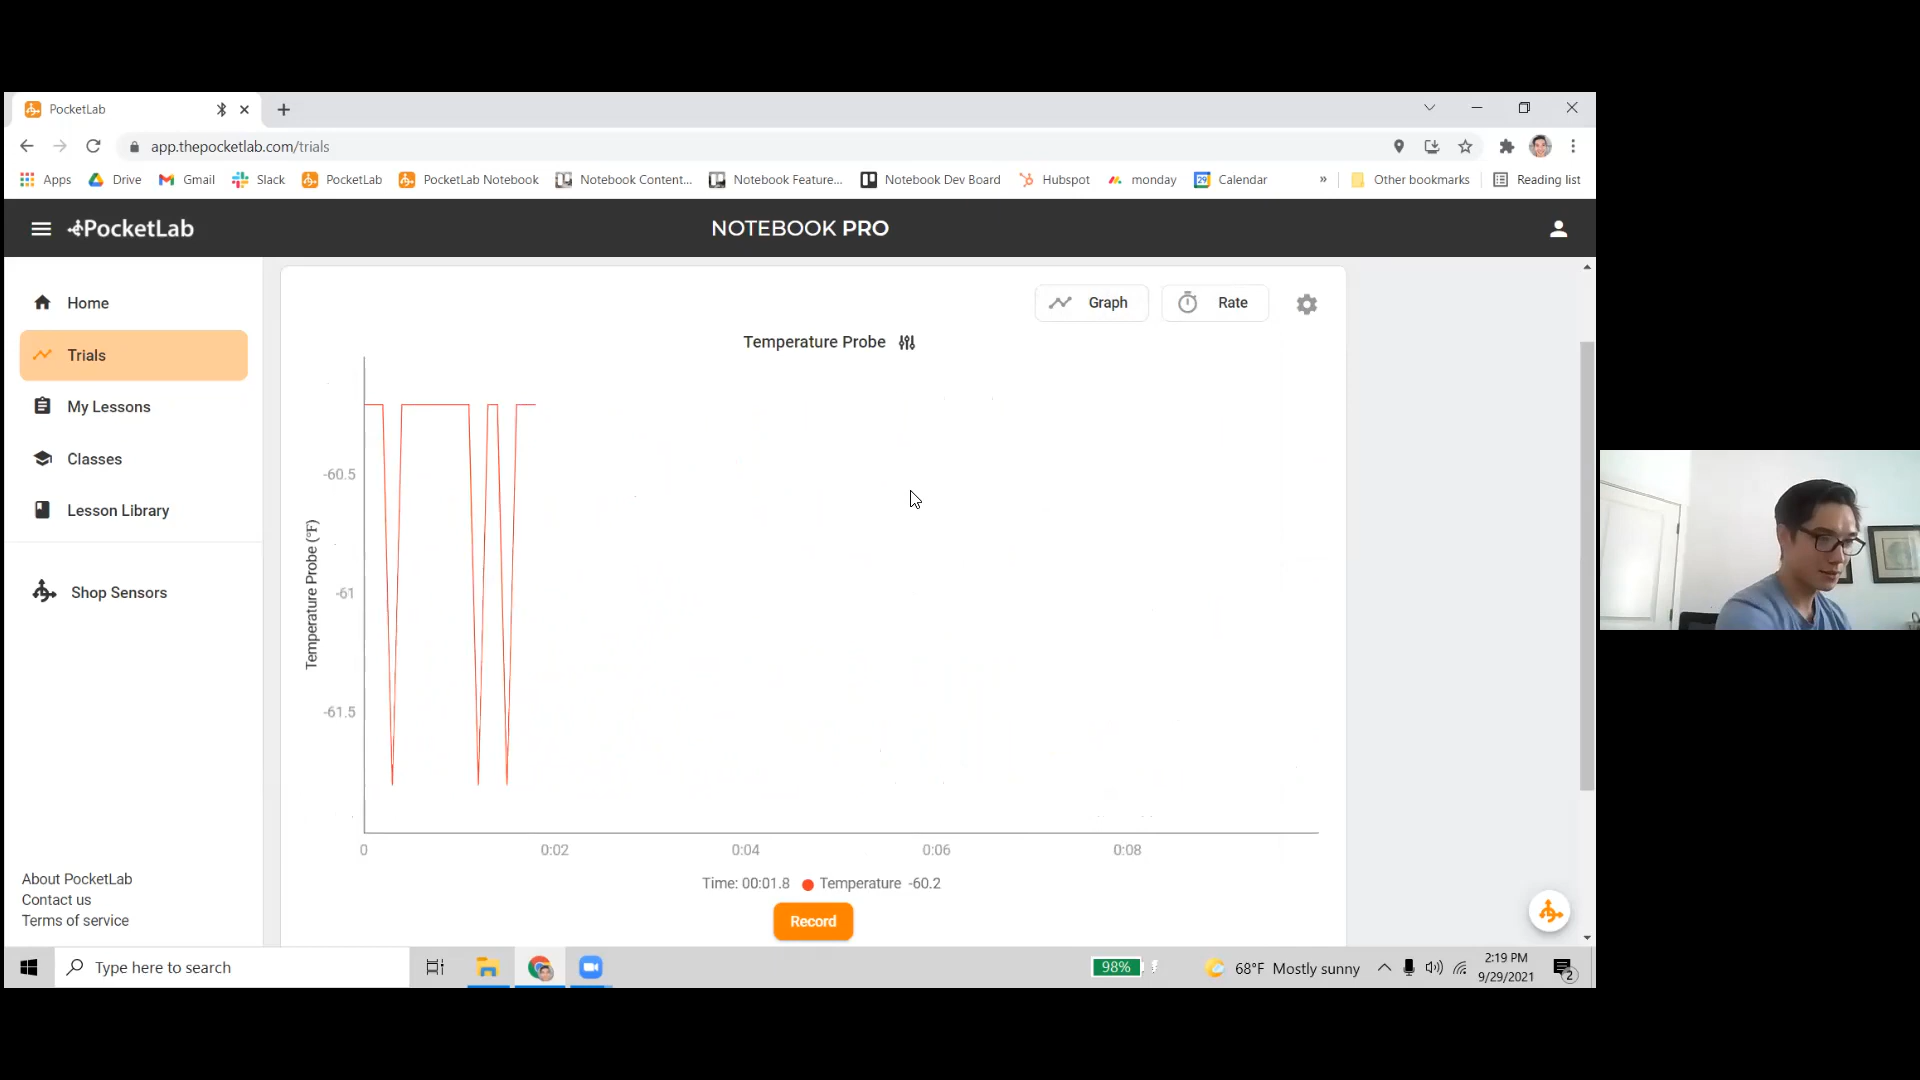 PocketLab
app.thepocketlab.com/trials
Apps Drive Gmail Slack PocketLab PocketLab Notebook Notebook Content... Notebook Feature... Notebook Dev Board Hubspot monday Calendar » Other bookmarks Reading list
PocketLab NOTEBOOK PRO
Home
Trials
My Lessons
Classes
Lesson Library
Shop Sensors
About PocketLab
Contact us
Terms of service
Graph Rate
Temperature Probe
Temperature Probe (°F)
-60.5
-61
-61.5
0 0:02 0:04 0:06 0:08
Time: 00:01.8 Temperature -60.2
Record
Type here to search
98%
68°F Mostly sunny
2:19 PM
9/29/2021
2